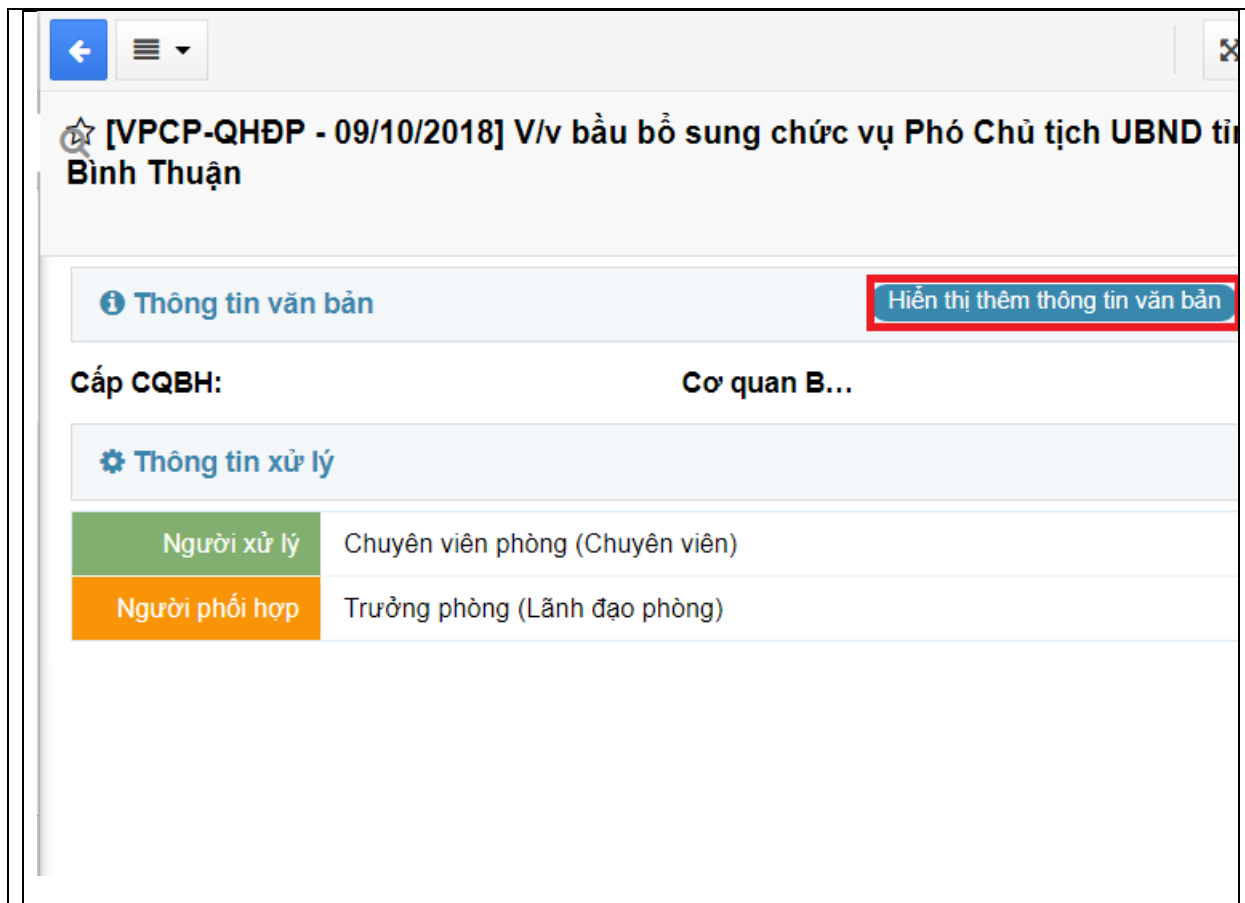 [VPCP-QHĐP - 09/10/2018] V/v bầu bổ sung chức vụ Phó Chủ tịch UBND
Bình Thuận
Thông tin văn bản
Hiển thị thêm thông tin văn bản
Cấp CQBH:
Cơ quan B...
Thông tin xử lý
Người xử lý
Chuyên viên phòng (Chuyên viên)
Người phối hợp
Trưởng phòng (Lãnh đạo phòng)